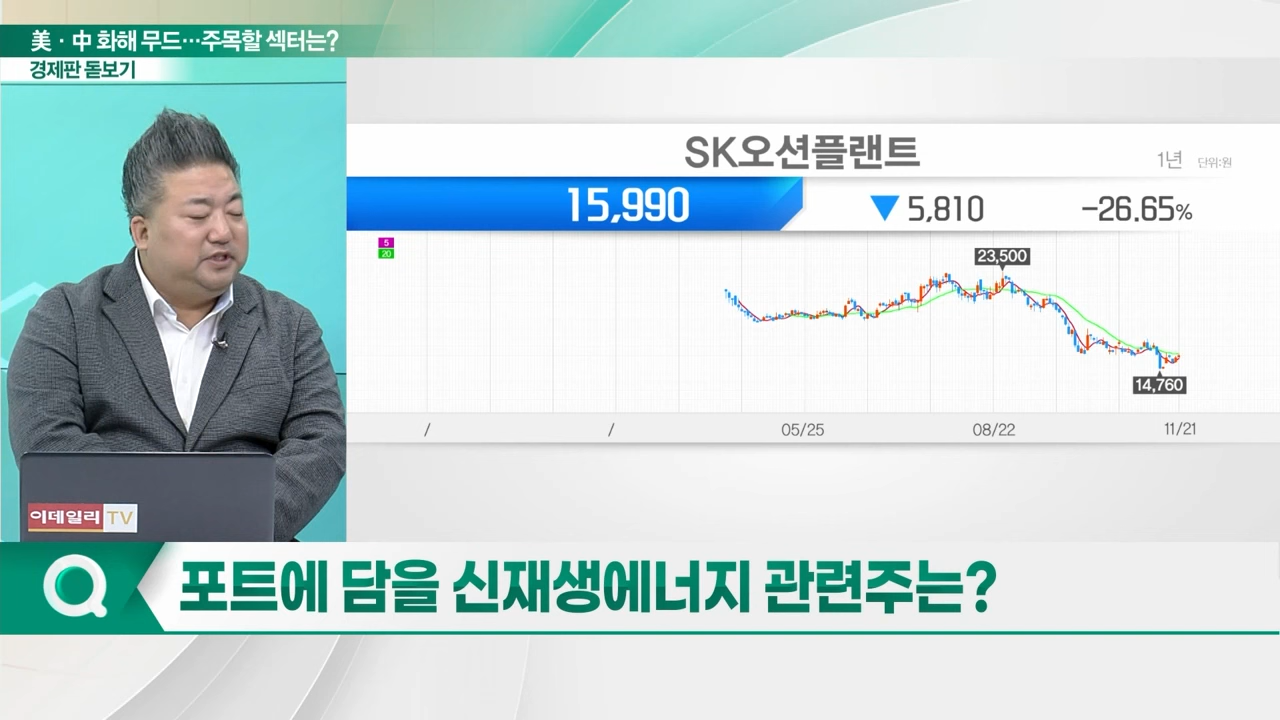 美·中 화해 무드…주목할 섹터는?
경제판 돋보기
SK오션플랜트
1년 단위:원
15,990 ▼ 5,810 -26.65%
5
20
23,500
14,760
/ / 05/25 08/22 11/21
이데일리 TV
포트에 담을 신재생에너지 관련주는?